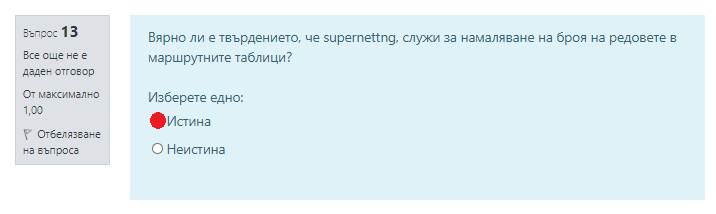 Въпрос 13
Все още не е
даден отговор
От максимално
1,00
Отбелязване
на въпроса
Вярно ли е твърдението, че supernettng, служи за намаляване на броя на редовете в
маршрутните таблици?
Изберете едно:
Истина
Неистина